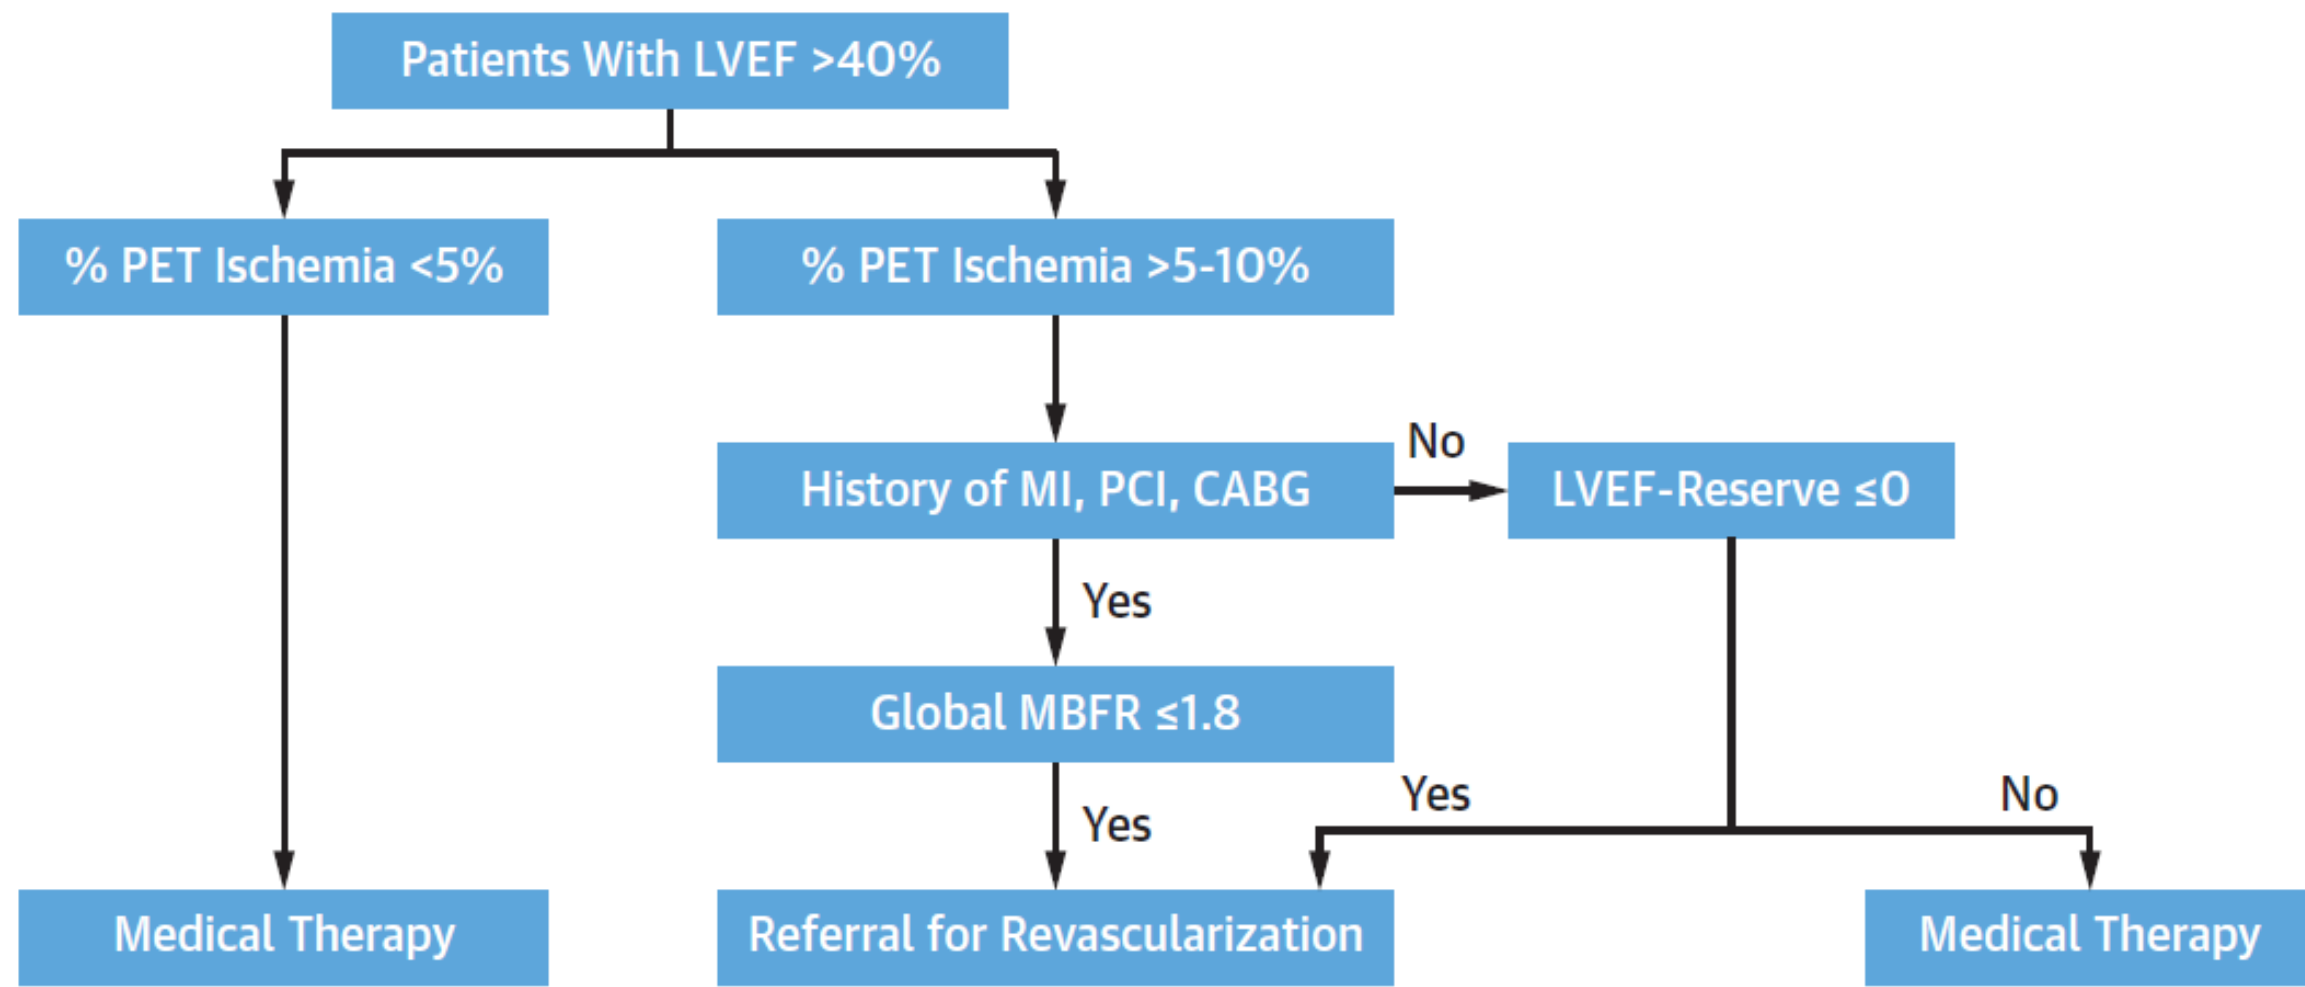 Patients With LVEF >40%
% PET Ischemia <5%
% PET Ischemia >5-10%
History of MI, PCI, CABG
No
LVEF-Reserve ≤0
Yes
Global MBFR ≤1.8
Yes
Yes
No
Medical Therapy
Referral for Revascularization
Medical Therapy